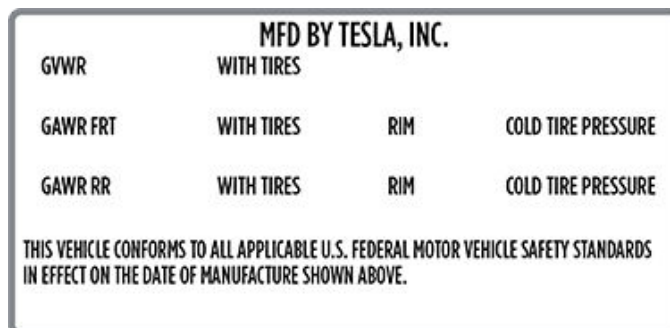 MFD BY TESLA, INC.
GVWR WITH TIRES
GAWR FRT WITH TIRES RIM COLD TIRE PRESSURE
GAWR RR WITH TIRES RIM COLD TIRE PRESSURE
THIS VEHICLE CONFORMS TO ALL APPLICABLE U.S. FEDERAL MOTOR VEHICLE SAFETY STANDARDS
IN EFFECT ON THE DATE OF MANUFACTURE SHOWN ABOVE.